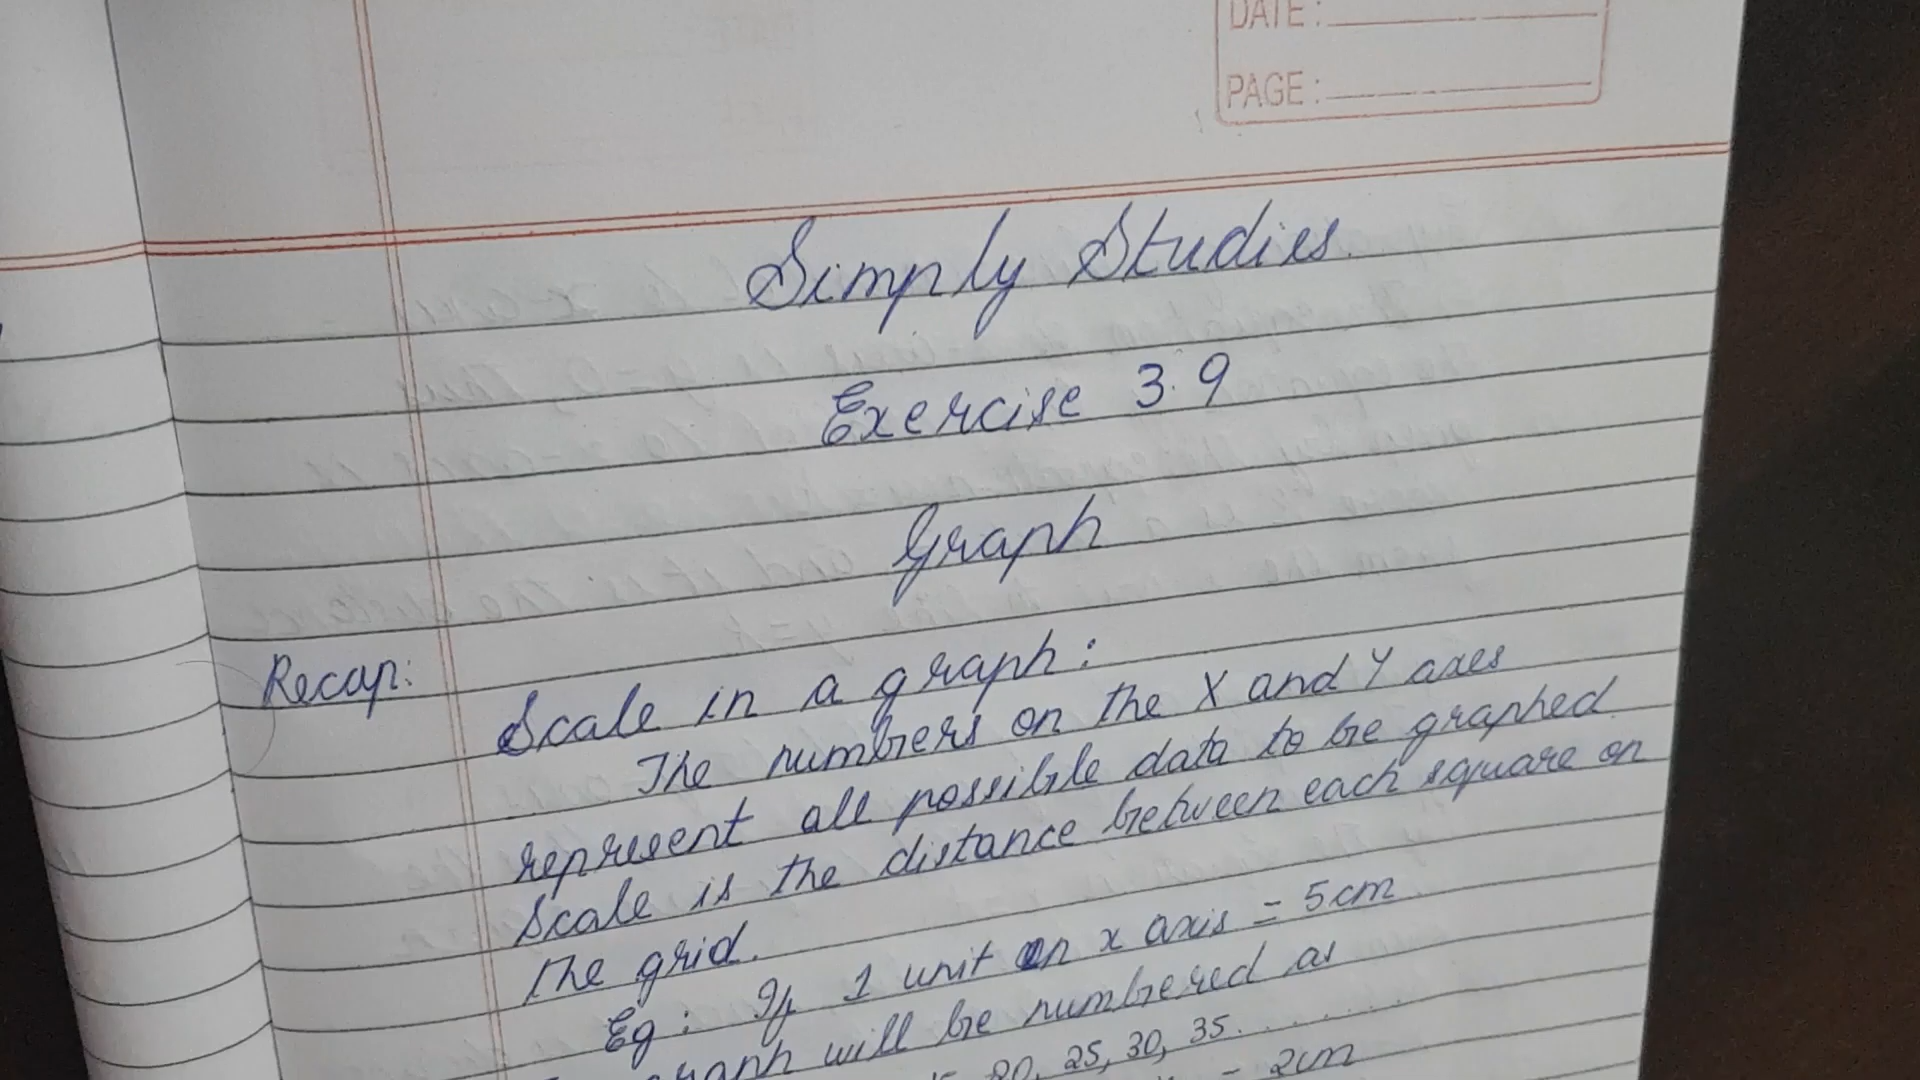 DATE:
PAGE:
Simply Studies.
Exercise 3.9
Graph
Recap:
Scale in a graph:
The numbers on the X and Y axes
represent all possible data to be graphed.
Scale is the distance between each square on
the grid.
Eg: If 1 unit on x axis = 5cm
graph will be numbered as
20, 25, 30, 35.......
= 2cm